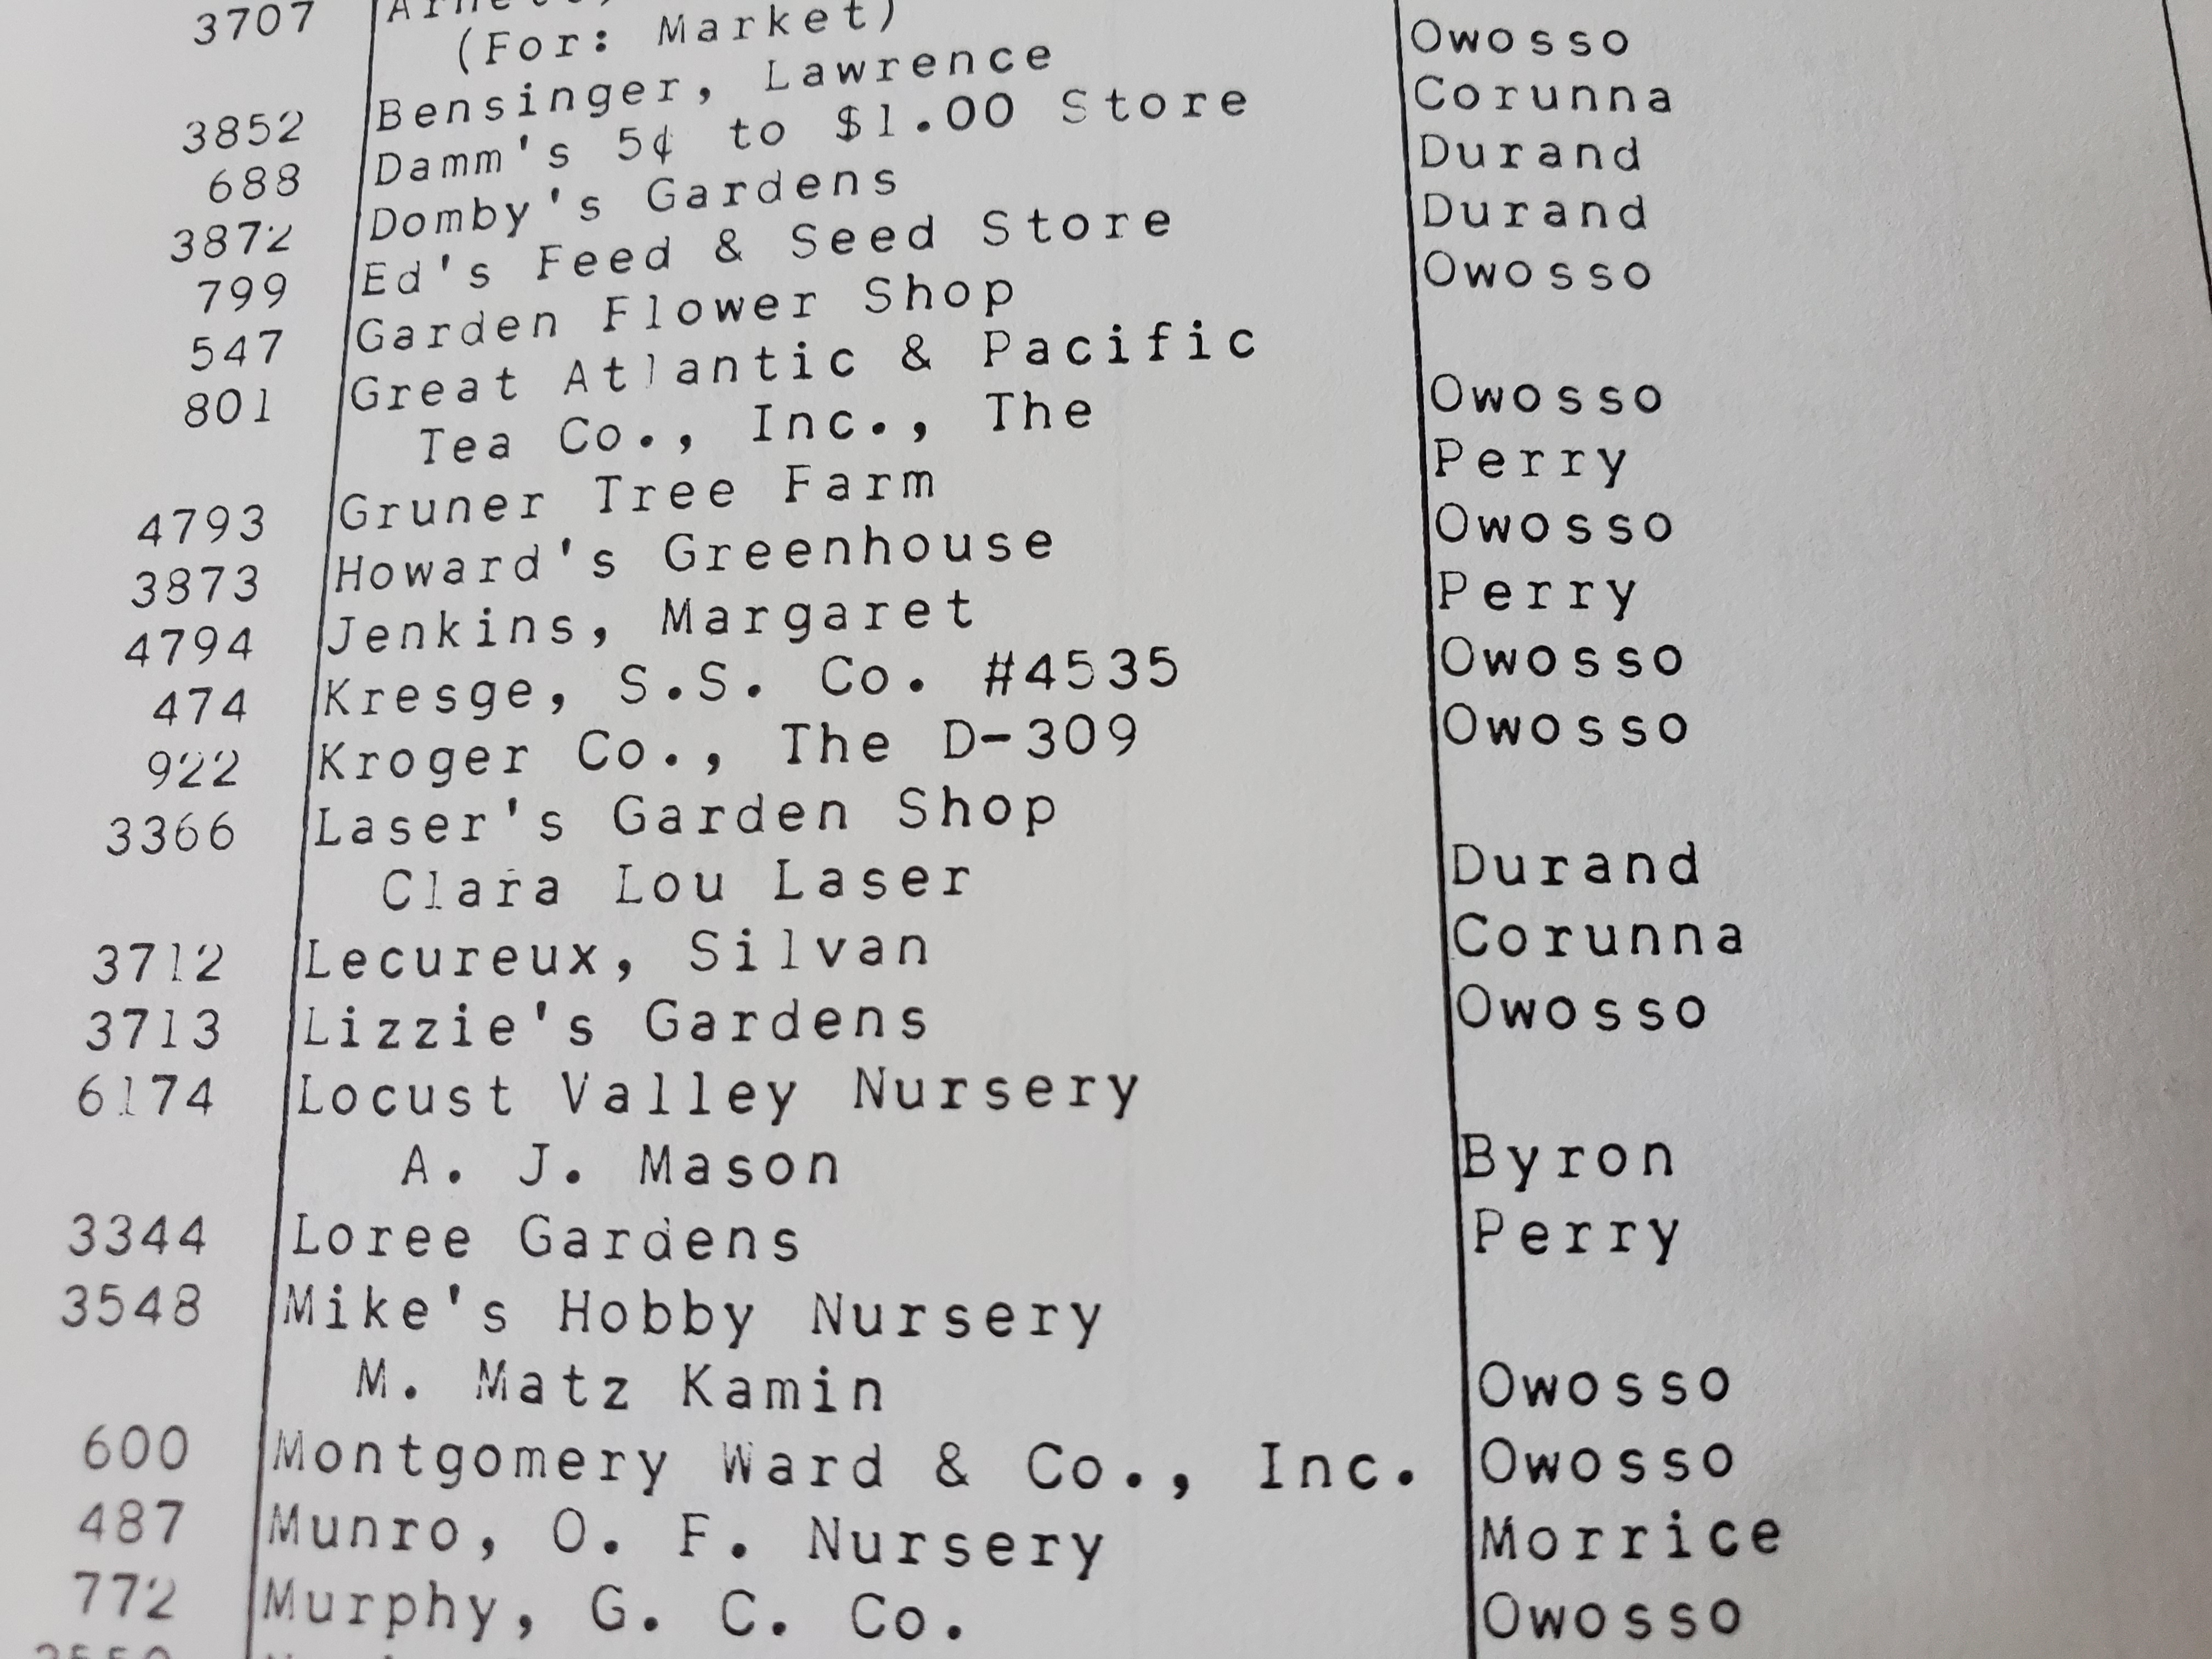 3707
(For: Market)
3852 Bensinger, Lawrence Owosso
688 Damm's 5¢ to $1.00 Store Corunna
3872 Domby's Gardens Durand
799 Ed's Feed & Seed Store Durand
547 Garden Flower Shop Owosso
801 Great Atlantic & Pacific
Tea Co., Inc., The Owosso
4793 Gruner Tree Farm Perry
3873 Howard's Greenhouse Owosso
4794 Jenkins, Margaret Perry
474 Kresge, S.S. Co. #4535 Owosso
922 Kroger Co., The D-309 Owosso
3366 Laser's Garden Shop
Clara Lou Laser Durand
3712 Lecureux, Silvan Corunna
3713 Lizzie's Gardens Owosso
6174 Locust Valley Nursery
A. J. Mason Byron
3344 Loree Gardens Perry
3548 Mike's Hobby Nursery
M. Matz Kamin Owosso
600 Montgomery Ward & Co., Inc. Owosso
487 Munro, O. F. Nursery Morrice
772 Murphy, G. C. Co. Owosso